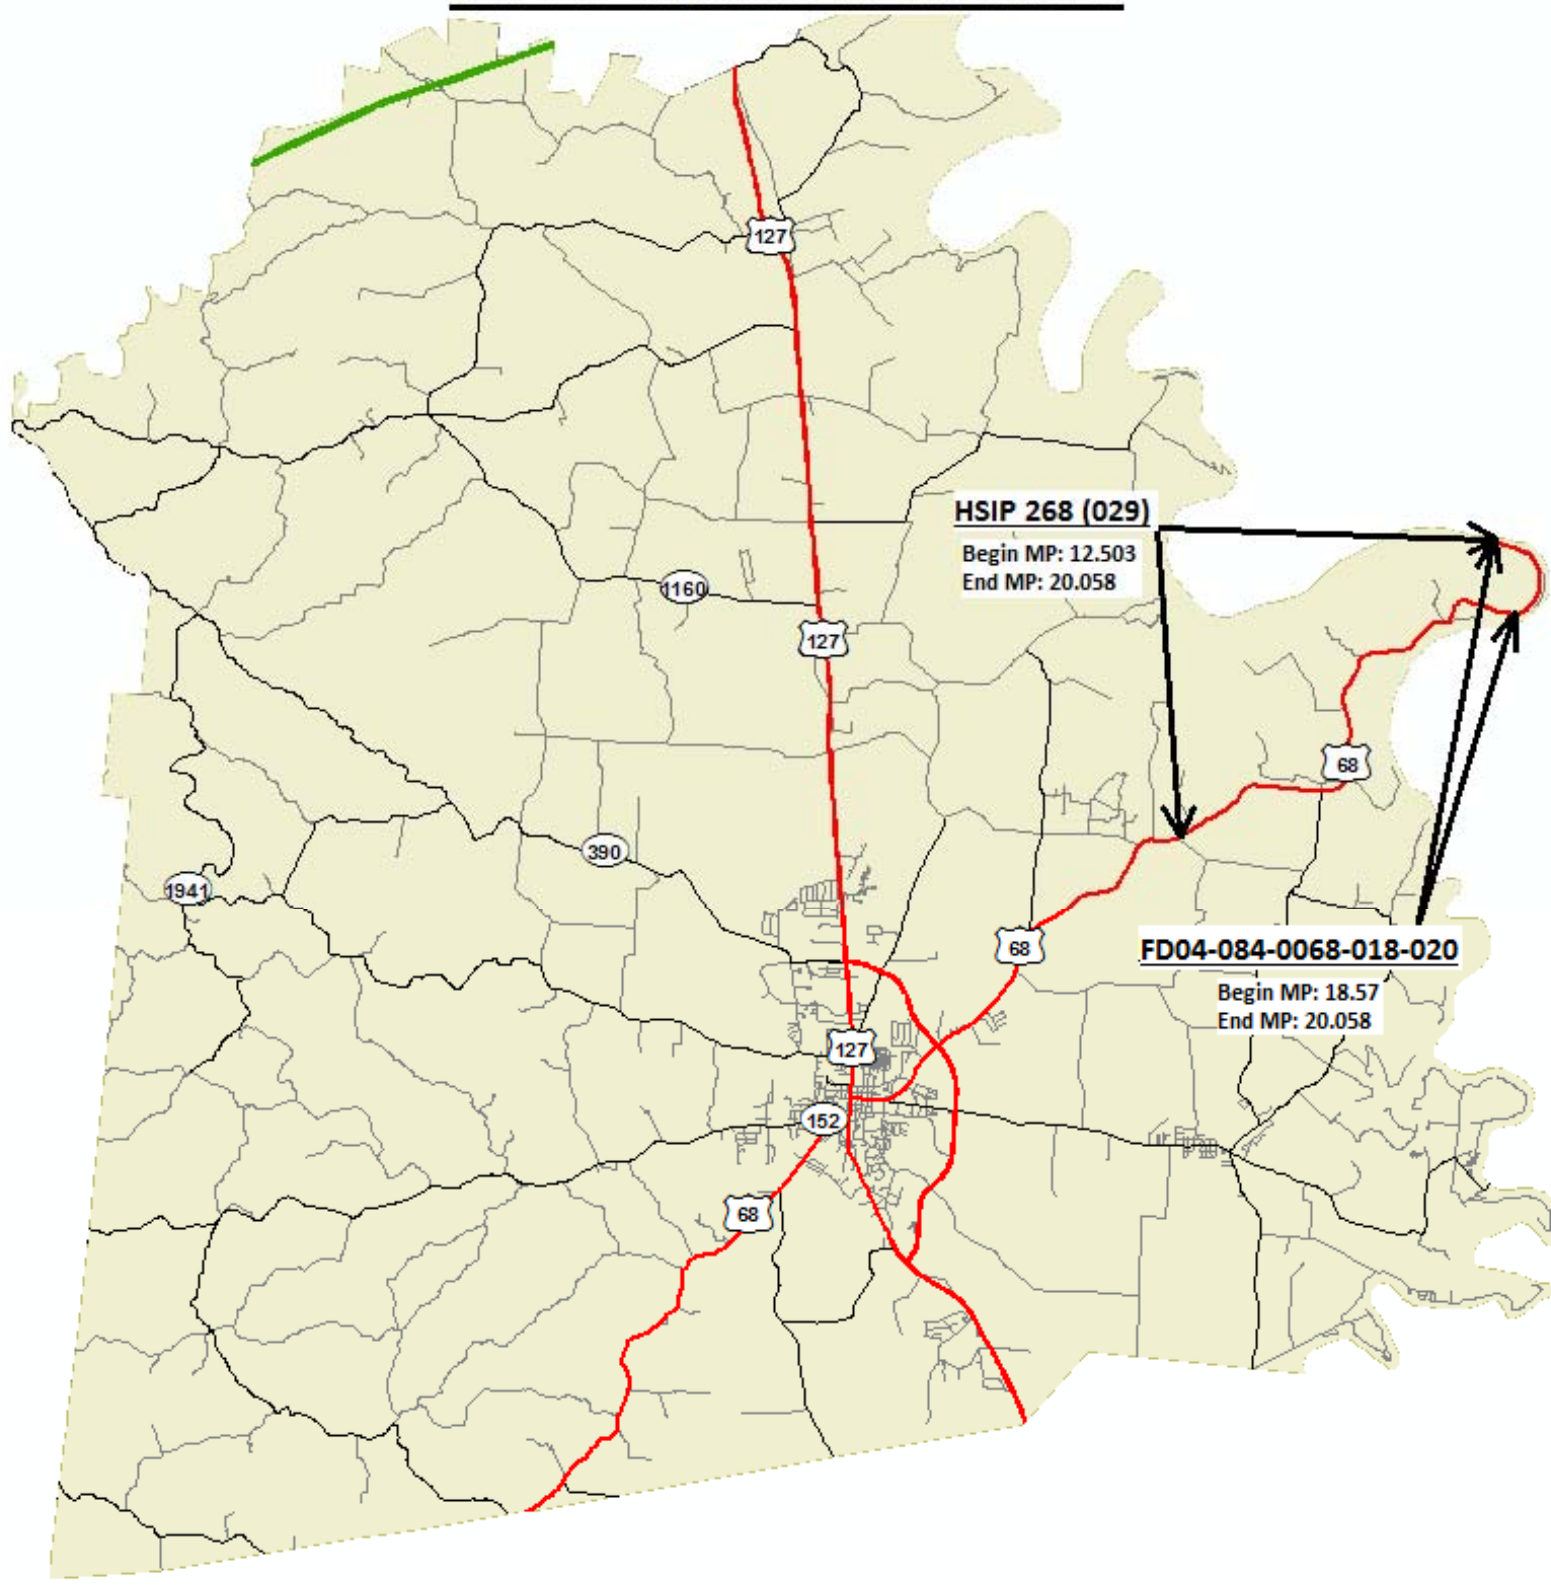 127
HSIP 268 (029)
Begin MP: 12.503
End MP: 20.058
1160
127
68
390
1941
68
FD04-084-0068-018-020
Begin MP: 18.57
End MP: 20.058
127
152
68